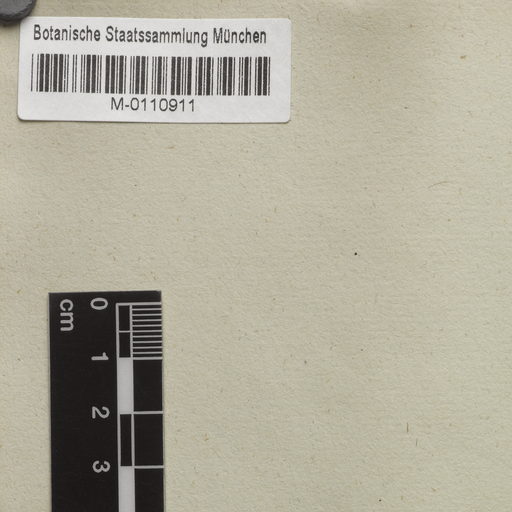 Botanische Staatssammlung München
M-0110911
cm
0
1
2
3